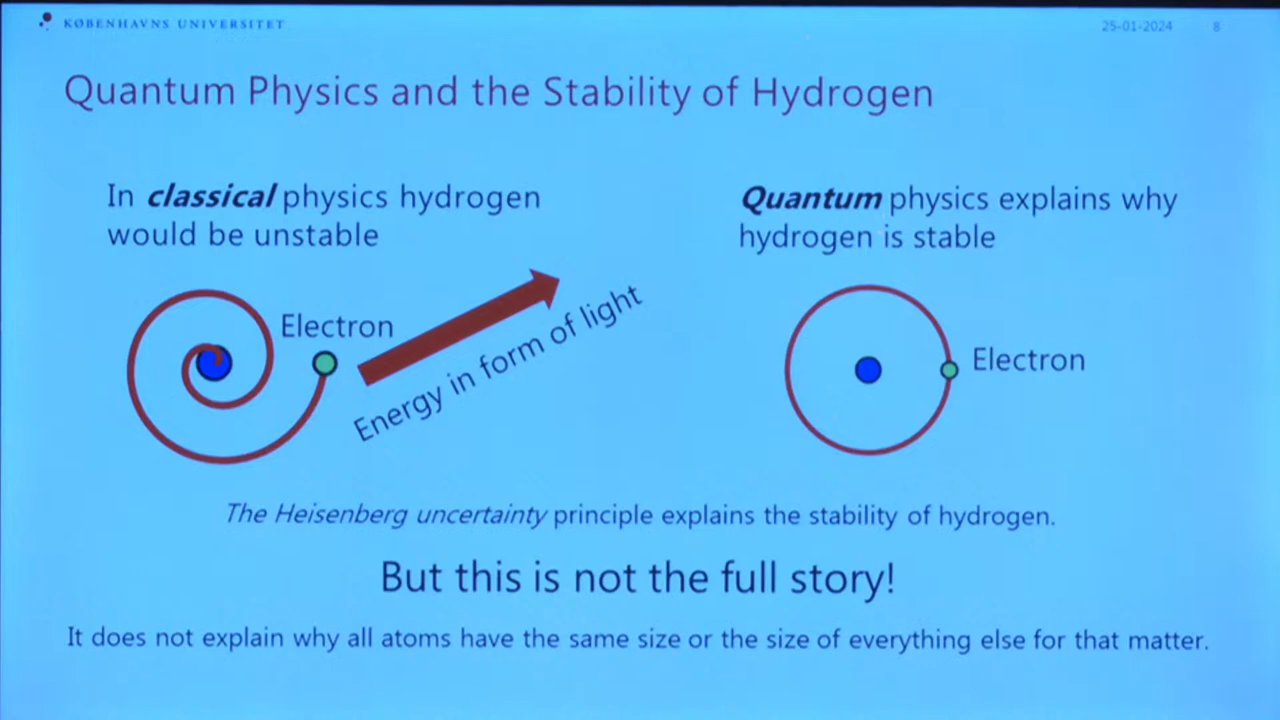 KØBENHAVNS UNIVERSITET
25-01-2024 8
Quantum Physics and the Stability of Hydrogen
In classical physics hydrogen
would be unstable
Electron
Energy in form of light
Quantum physics explains why
hydrogen is stable
Electron
The Heisenberg uncertainty principle explains the stability of hydrogen.
But this is not the full story!
It does not explain why all atoms have the same size or the size of everything else for that matter.